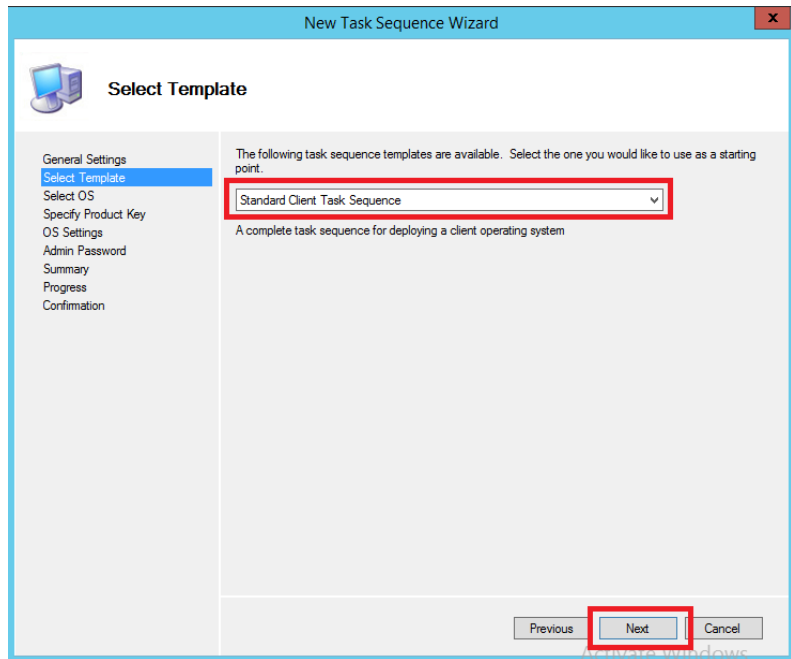 New Task Sequence Wizard
x
Select Template
General Settings
Select Template
Select OS
Specify Product Key
OS Settings
Admin Password
Summary
Progress
Confirmation
The following task sequence templates are available. Select the one you would like to use as a starting
point.
Standard Client Task Sequence
A complete task sequence for deploying a client operating system
Previous
Next
Cancel
Activate Windows